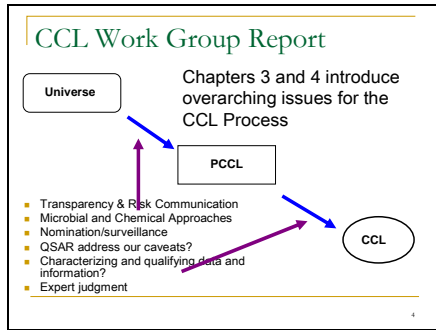 CCL Work Group Report
Universe
Chapters 3 and 4 introduce
overarching issues for the
CCL Process
PCCL
Transparency & Risk Communication
Microbial and Chemical Approaches
Nomination/surveillance
QSAR address our caveats?
Characterizing and qualifying data and
information?
Expert judgment
CCL
4